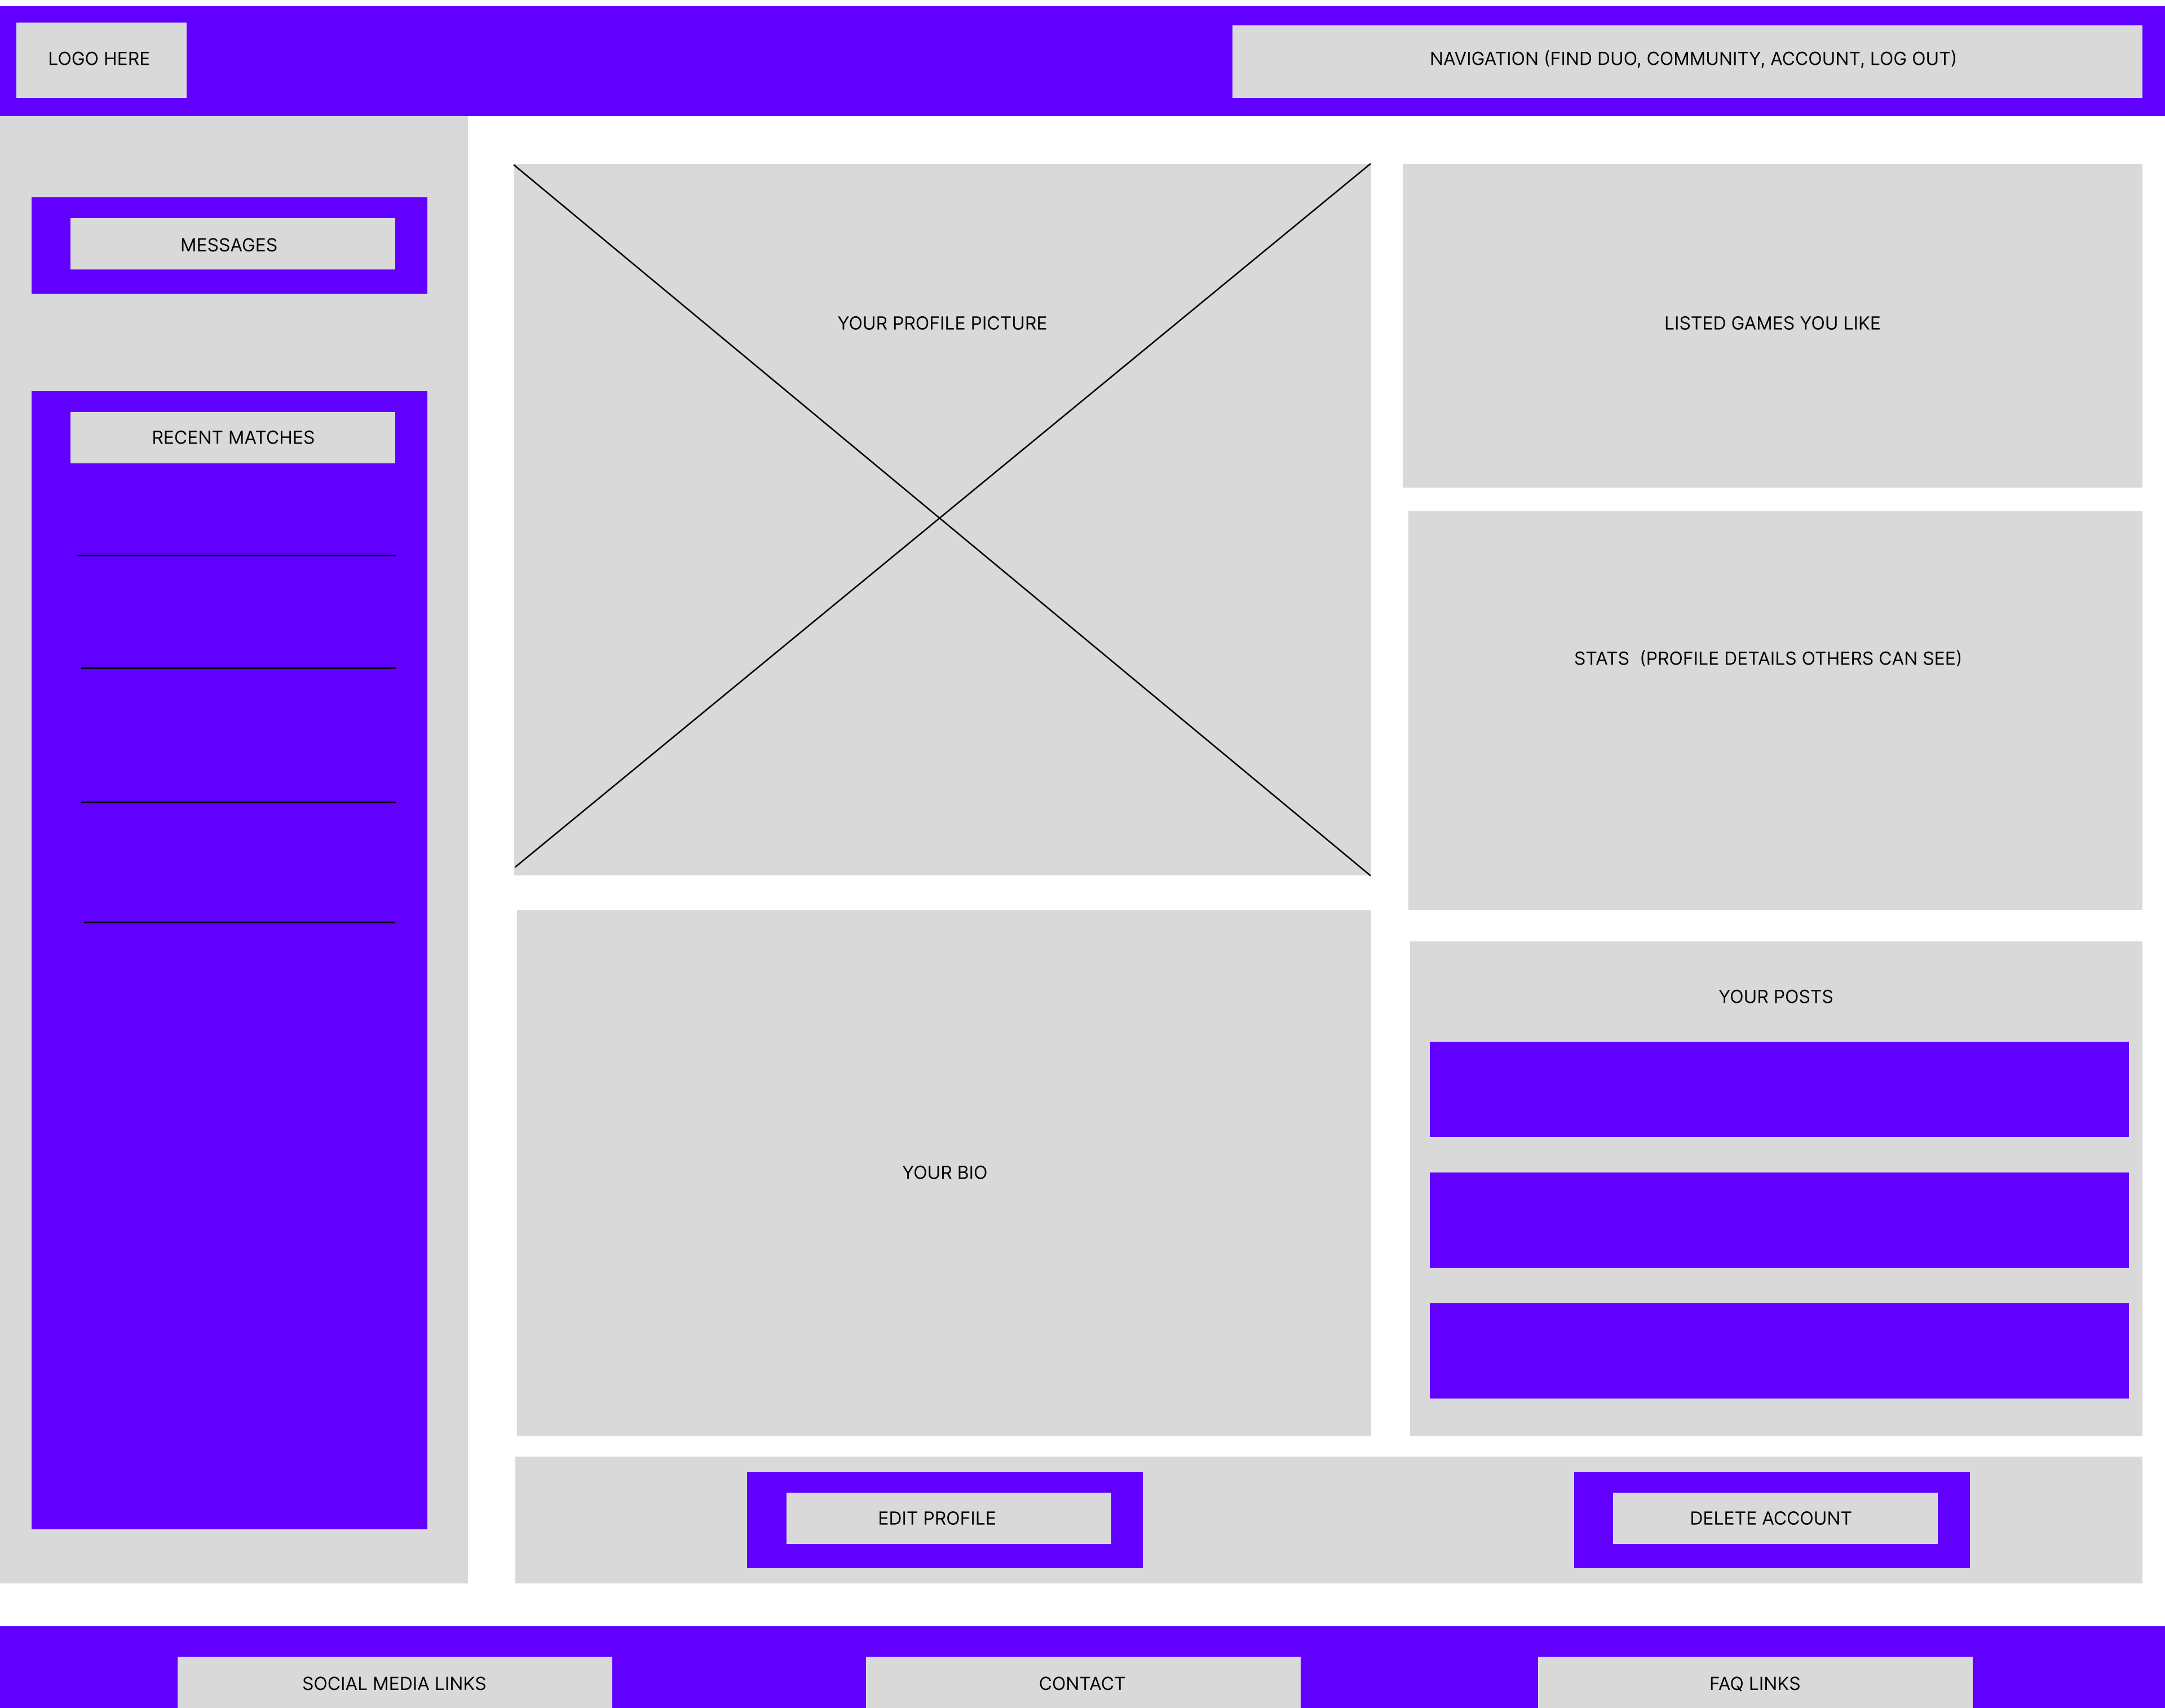 LOGO HERE
NAVIGATION (FIND DUO, COMMUNITY, ACCOUNT, LOG OUT)
MESSAGES
RECENT MATCHES
YOUR PROFILE PICTURE
LISTED GAMES YOU LIKE
STATS  (PROFILE DETAILS OTHERS CAN SEE)
YOUR BIO
YOUR POSTS
EDIT PROFILE
DELETE ACCOUNT
SOCIAL MEDIA LINKS
CONTACT
FAQ LINKS